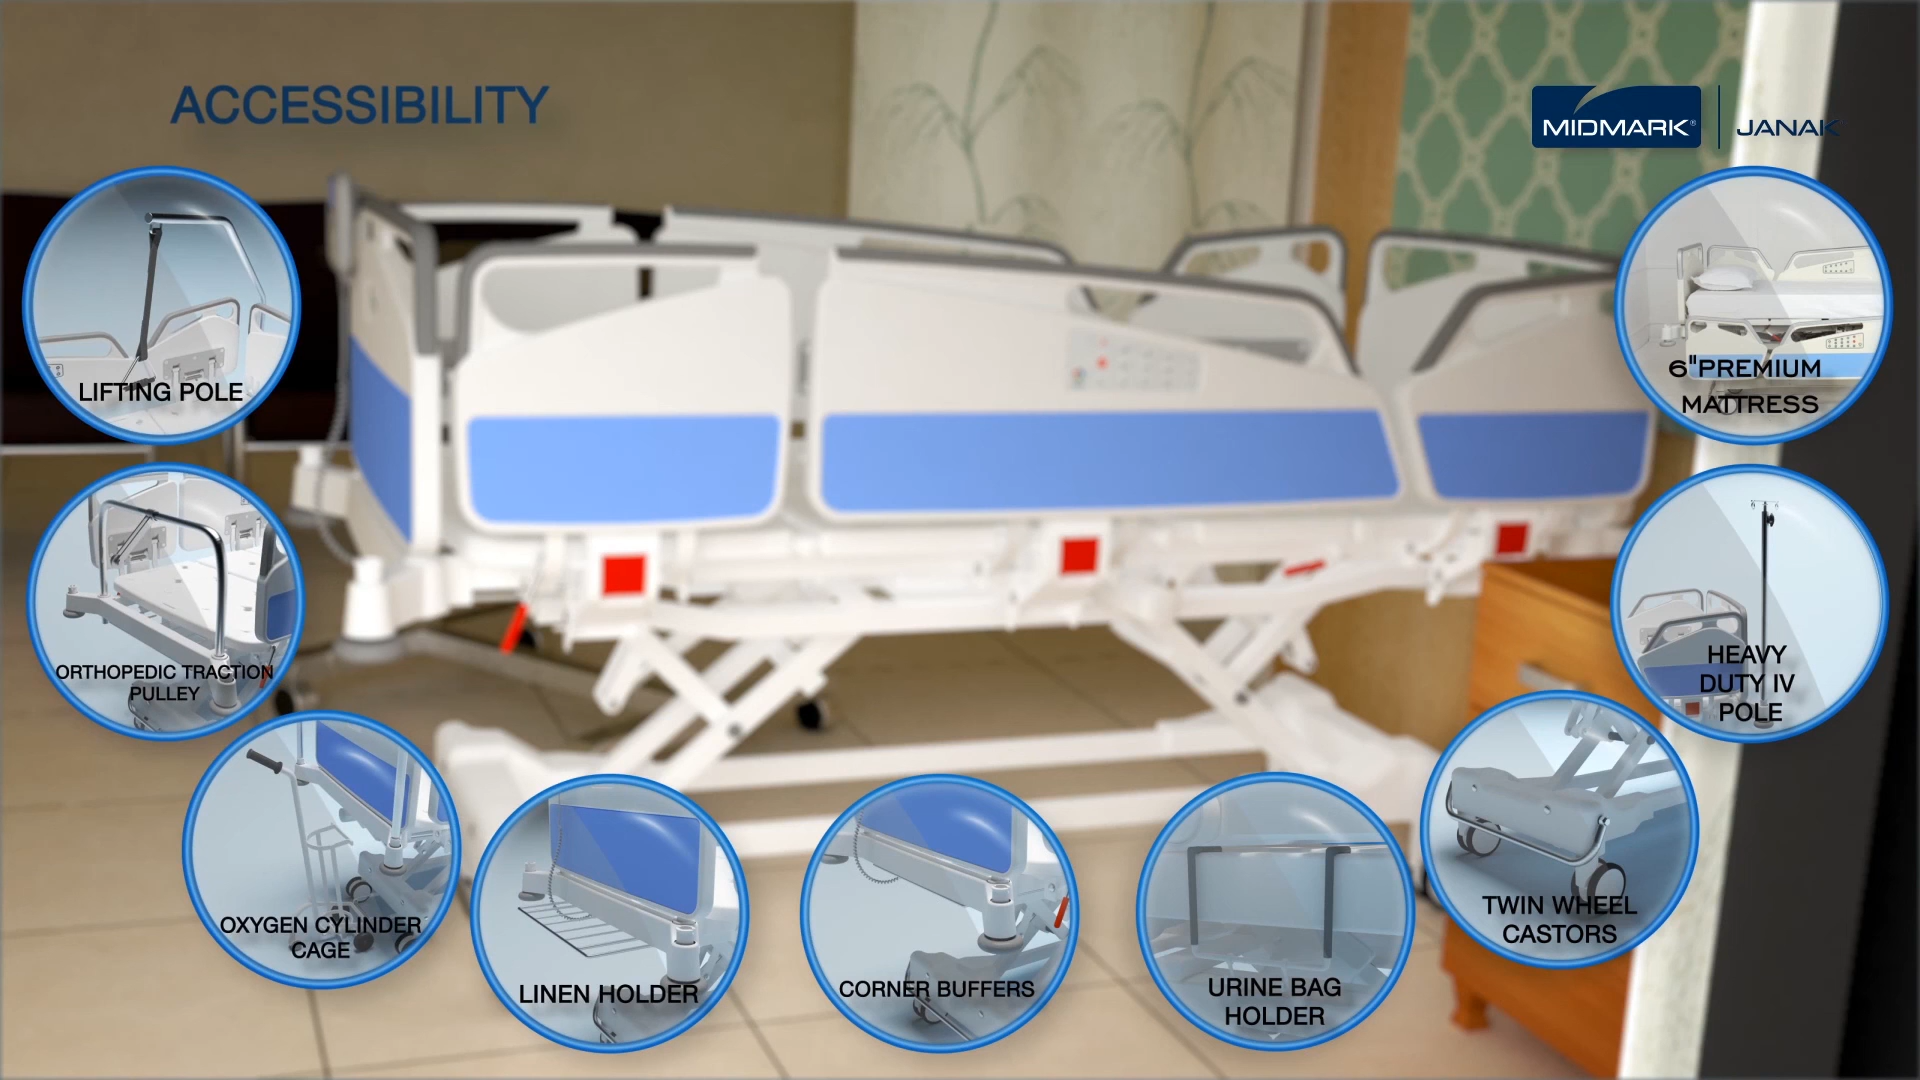 ACCESSIBILITY
MIDMARK® JANAK
LIFTING POLE
6"PREMIUM
MATTRESS
ORTHOPEDIC TRACTION
PULLEY
HEAVY
DUTY IV
POLE
OXYGEN CYLINDER
CAGE
LINEN HOLDER
CORNER BUFFERS
URINE BAG
HOLDER
TWIN WHEEL
CASTORS